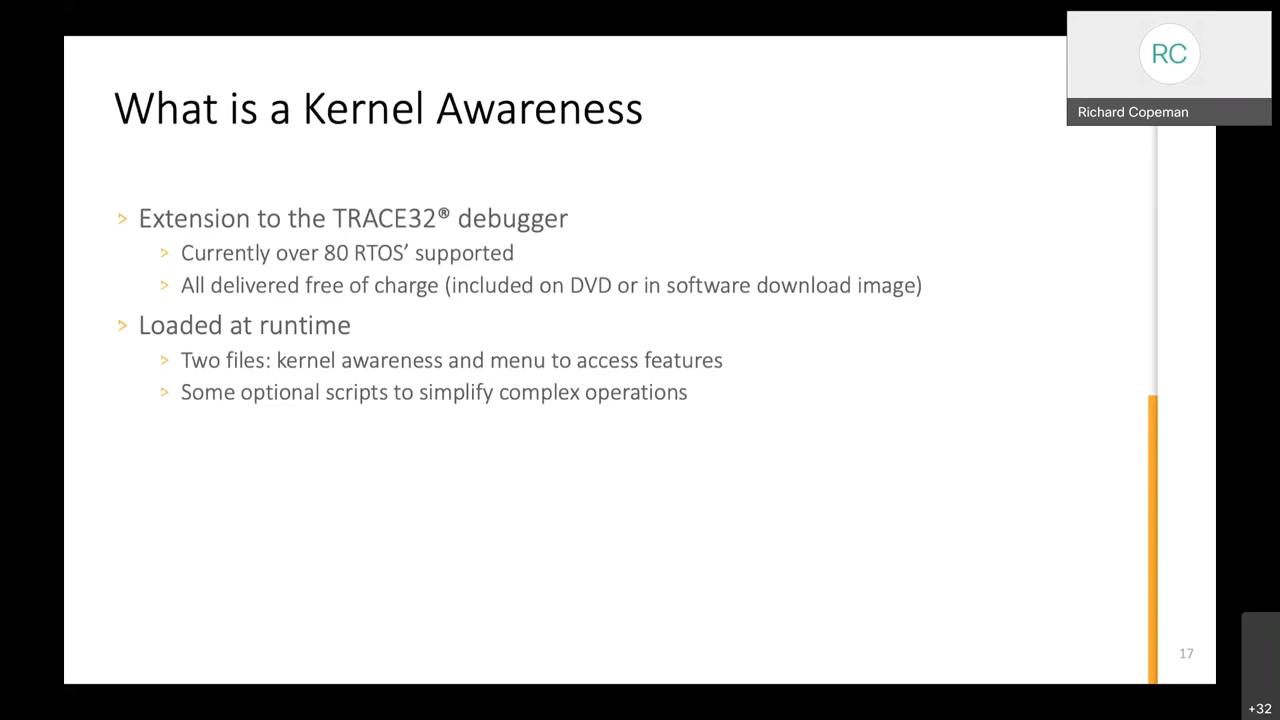 RC
Richard Copeman
What is a Kernel Awareness
> Extension to the TRACE32® debugger
> Currently over 80 RTOS’ supported
> All delivered free of charge (included on DVD or in software download image)
> Loaded at runtime
> Two files: kernel awareness and menu to access features
> Some optional scripts to simplify complex operations
17
+32